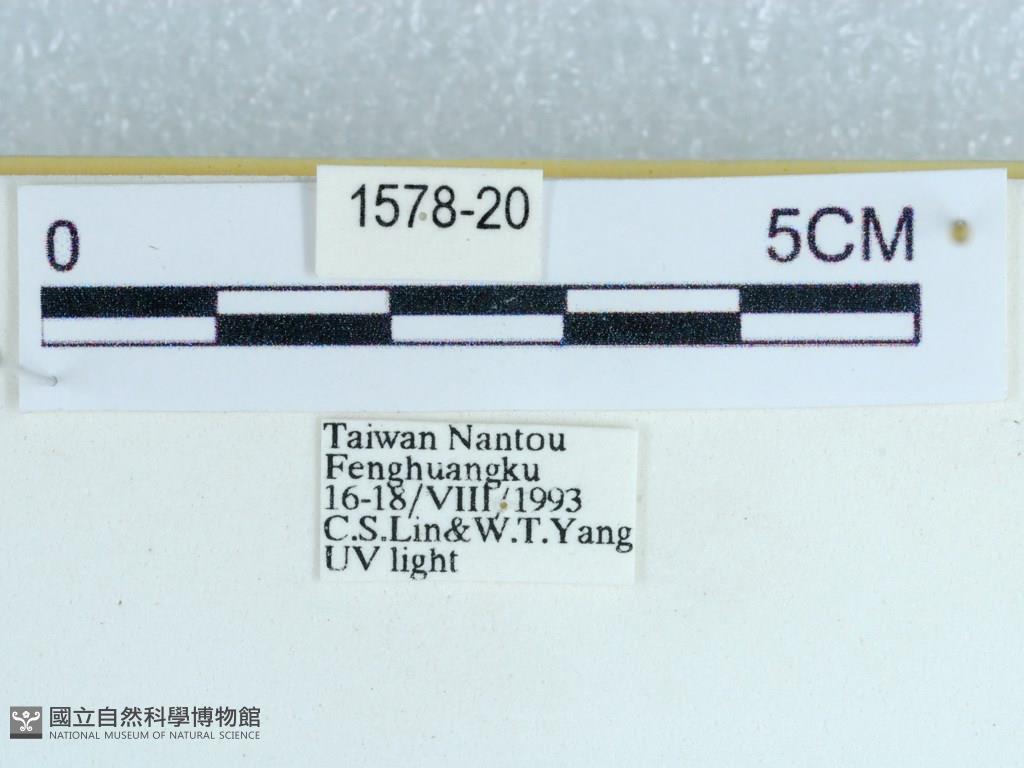 1578-20
0 5CM
Taiwan Nantou
Fenghuangku
16-18/VIII/1993
C.S.Lin&W.T.Yang
UV light
國立自然科學博物館
NATIONAL MUSEUM OF NATURAL SCIENCE